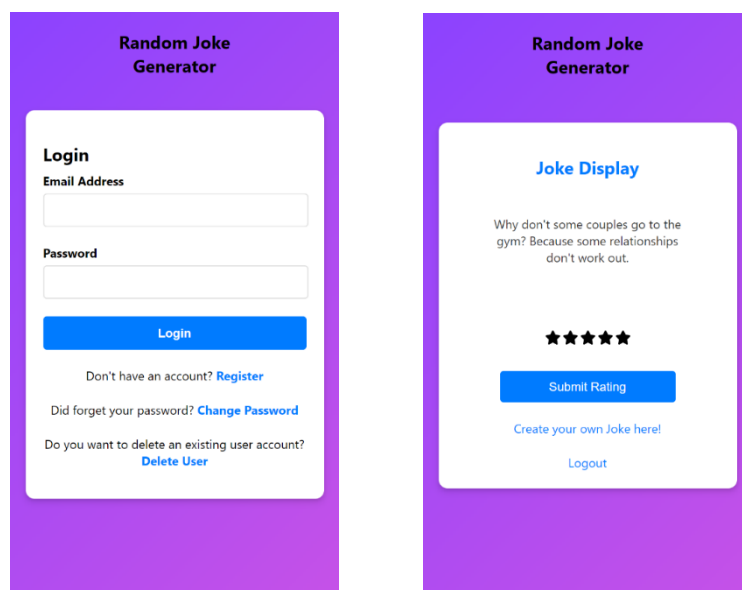 Random Joke
Generator
Login
Email Address
Password
Login
Don't have an account? Register
Did forget your password? Change Password
Do you want to delete an existing user account?
Delete User
Random Joke
Generator
Joke Display
Why don't some couples go to the
gym? Because some relationships
don't work out.
Submit Rating
Create your own Joke here!
Logout